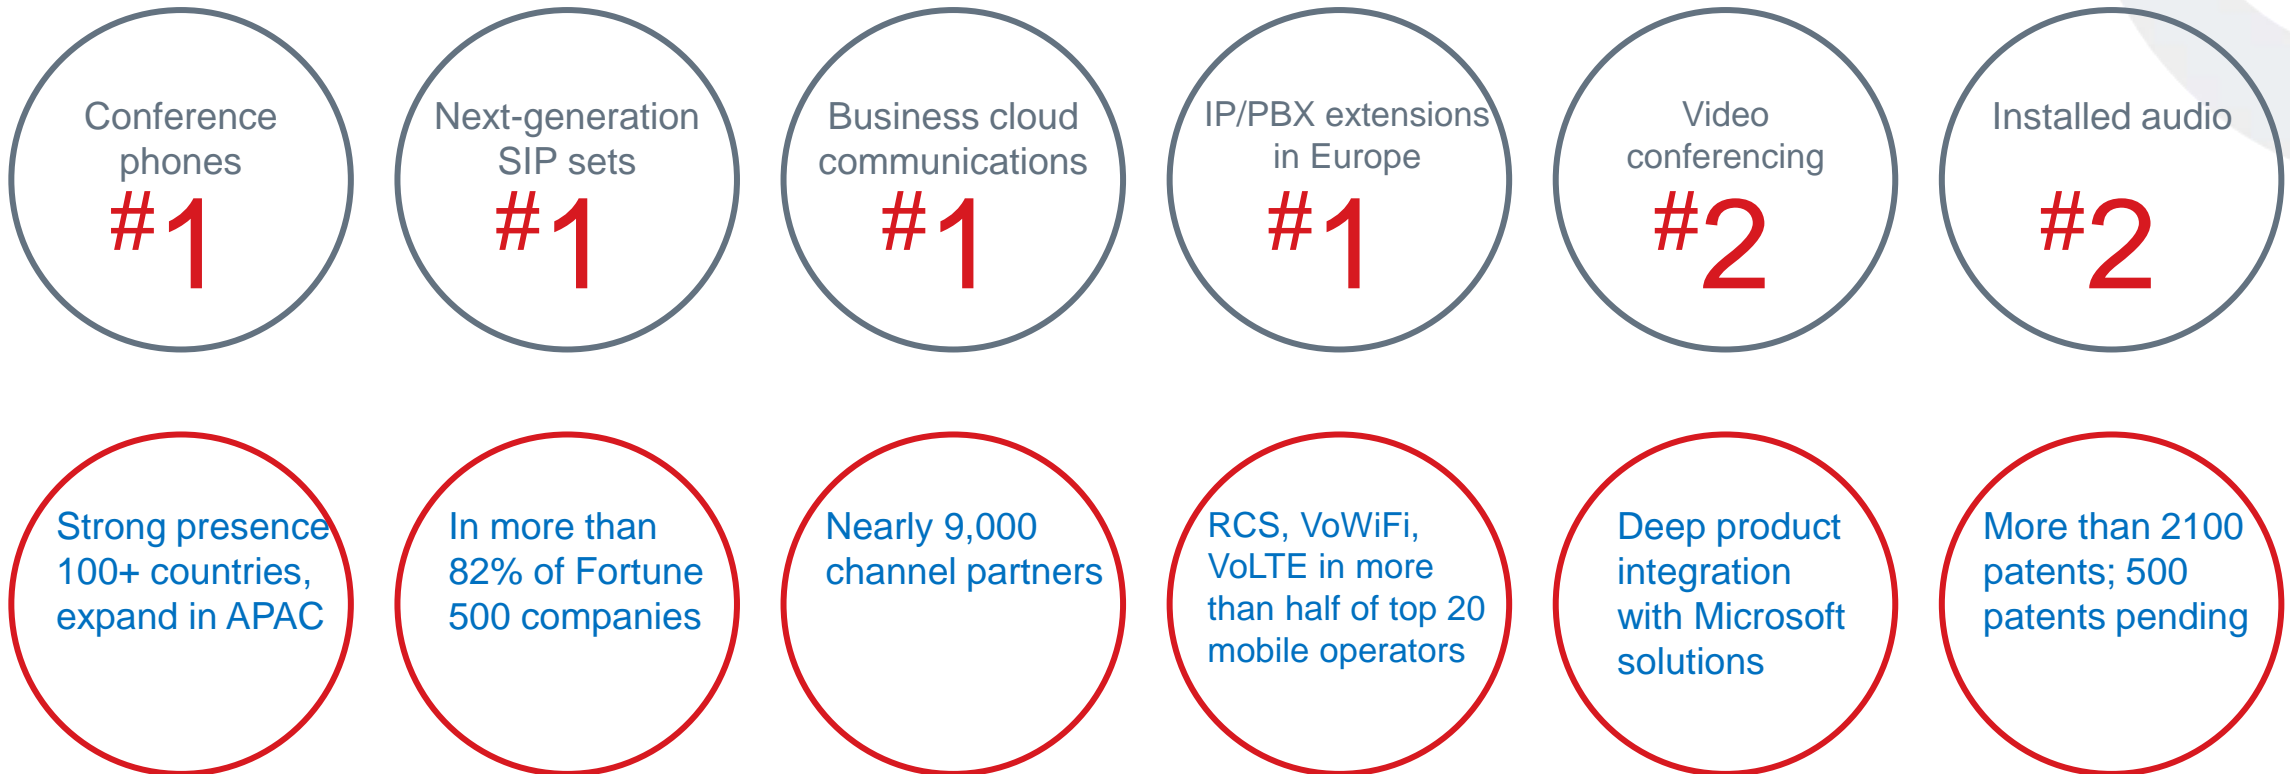 Conference
phones
#1
Next-generation
SIP sets
#1
Business cloud
communications
#1
IP/PBX extensions
in Europe
#1
Video
conferencing
#2
Installed audio
#2
Strong presence
100+ countries,
expand in APAC
In more than
82% of Fortune
500 companies
Nearly 9,000
channel partners
RCS, VoWiFi,
VoLTE in more
than half of top 20
mobile operators
Deep product
integration
with Microsoft
solutions
More than 2100
patents; 500
patents pending